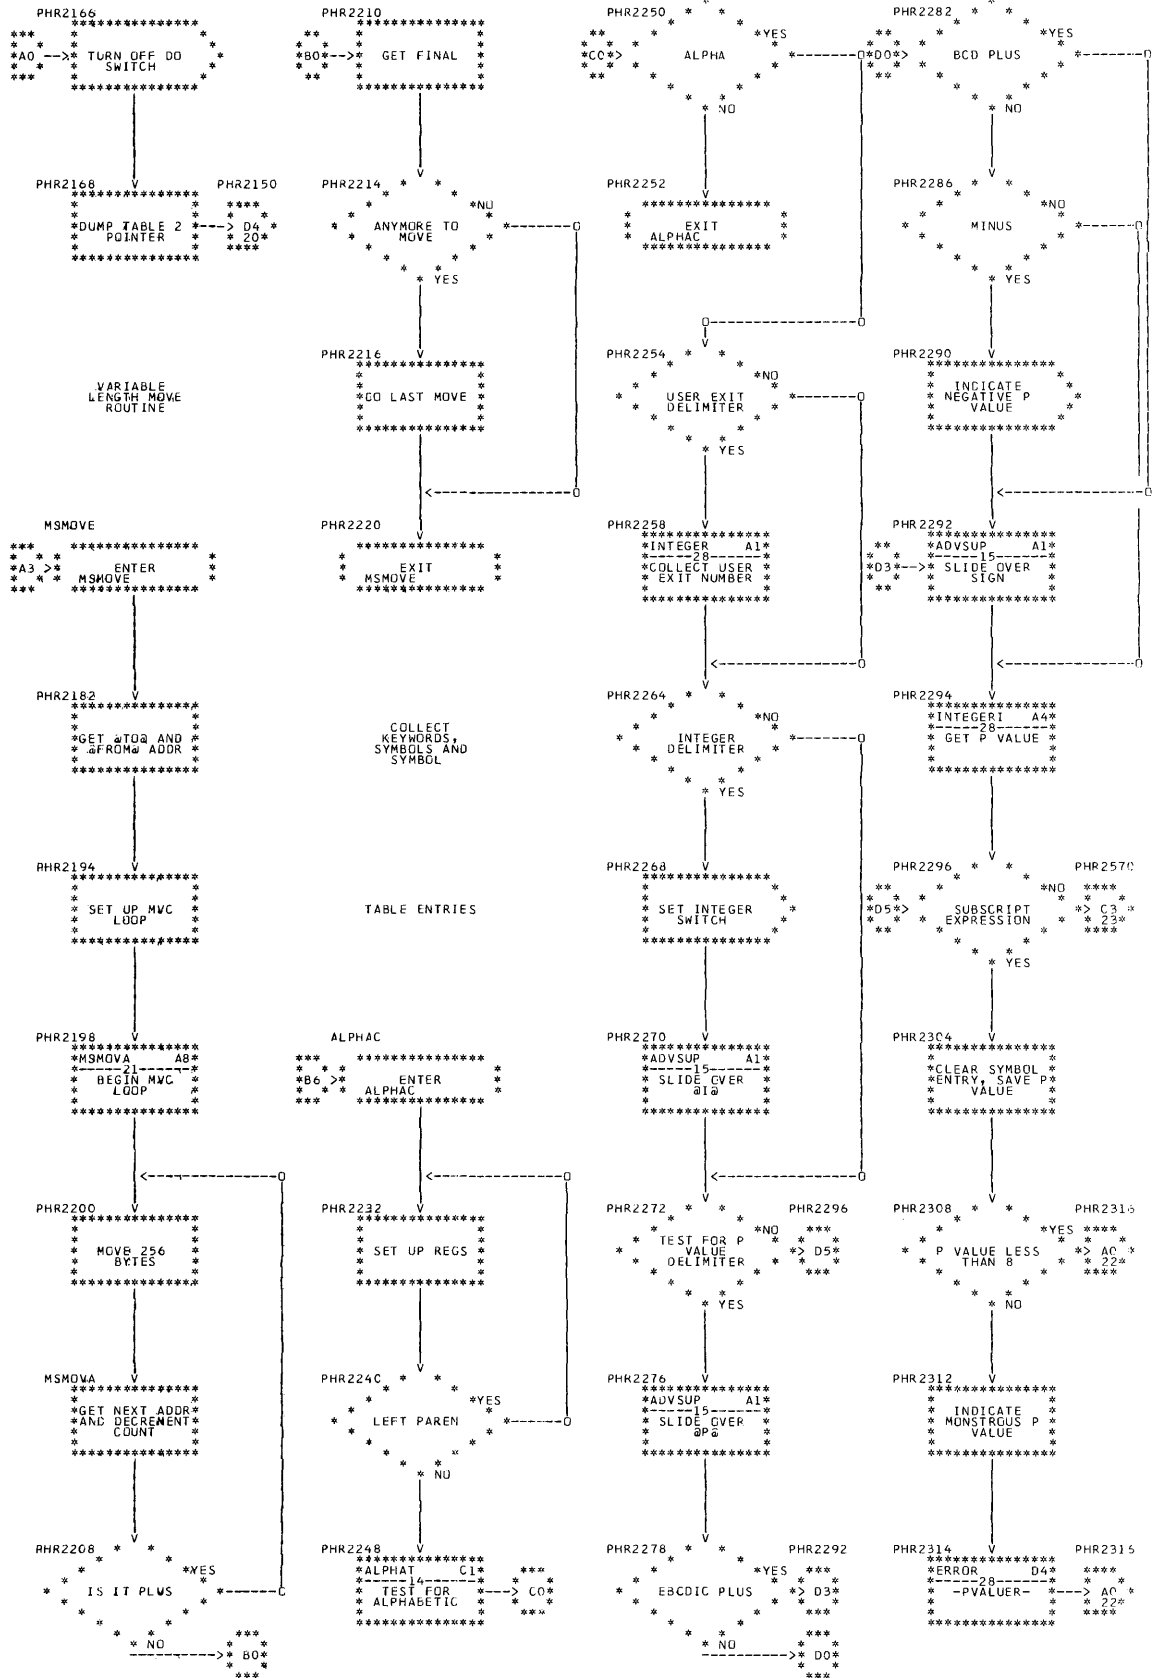 PHR2166
A0
TURN OFF DO
SWITCH
PHR2168
DUMP TABLE 2
POINTER
PHR2150
D4
20
VARIABLE
LENGTH MOVE
ROUTINE
MSMOVE
A3
ENTER
MSMOVE
PHR2182
GET @TO@ AND
@FROM@ ADDR
PHR2194
SET UP MVC
LOOP
PHR2198
MSMOVA A8
21
BEGIN MVC
LOOP
PHR2200
MOVE 256
BYTES
MSMOVA
GET NEXT ADDR
AND DECREMENT
COUNT
PHR2208
IS IT PLUS
YES
NO
B0
PHR2210
B0
GET FINAL
PHR2214
ANYMORE TO
MOVE
NO
YES
PHR2216
DO LAST MOVE
PHR2220
EXIT
MSMOVE
COLLECT
KEYWORDS,
SYMBOLS AND
SYMBOL
TABLE ENTRIES
ALPHAC
B6
ENTER
ALPHAC
PHR2232
SET UP REGS
PHR2240
LEFT PAREN
YES
NO
PHR2248
ALPHAT C1
14
TEST FOR
ALPHABETIC
C0
PHR2250
C0
ALPHA
YES
NO
PHR2252
EXIT
ALPHAC
PHR2254
USER EXIT
DELIMITER
NO
YES
PHR2258
INTEGER A1
28
COLLECT USER
EXIT NUMBER
PHR2264
INTEGER
DELIMITER
NO
YES
PHR2268
SET INTEGER
SWITCH
PHR2270
ADVSUP A1
15
SLIDE OVER
@I@
PHR2272
TEST FOR P
VALUE
DELIMITER
NO
YES
PHR2296
D5
PHR2276
ADVSUP A1
15
SLIDE OVER
@P@
PHR2278
EBCDIC PLUS
YES
NO
PHR2292
D3
D0
PHR2282
D0
BCD PLUS
YES
NO
PHR2286
MINUS
NO
YES
PHR2290
INDICATE
NEGATIVE P
VALUE
PHR2292
D3
ADVSUP A1
15
SLIDE OVER
SIGN
PHR2294
INTEGERI A4
28
GET P VALUE
PHR2296
D5
SUBSCRIPT
EXPRESSION
NO
YES
PHR2570
C3
23
PHR2304
CLEAR SYMBOL
ENTRY, SAVE P
VALUE
PHR2308
P VALUE LESS
THAN 8
YES
NO
PHR2316
A0
22
PHR2312
INDICATE
MONSTROUS P
VALUE
PHR2314
ERROR D4
28
-PVALUER-
PHR2316
A0
22